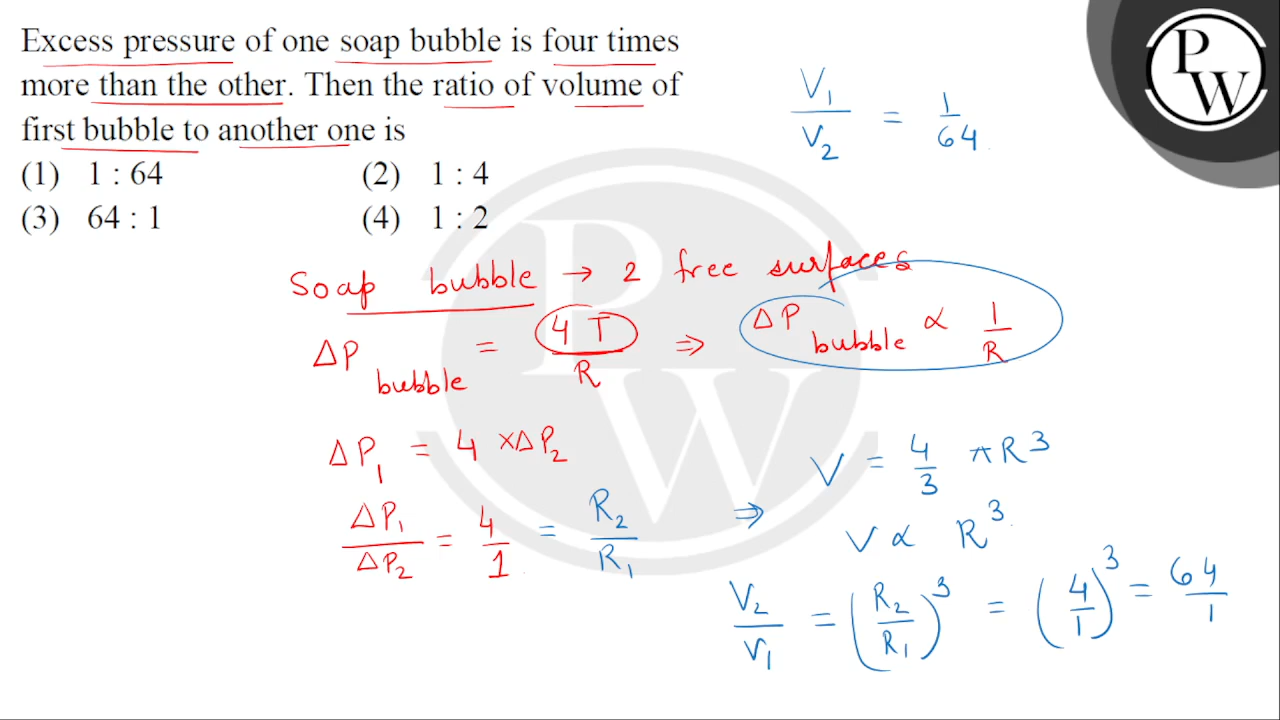 Excess pressure of one soap bubble is four times
more than the other. Then the ratio of volume of
first bubble to another one is
(1) 1 : 64 (2) 1 : 4
(3) 64 : 1 (4) 1 : 2
V₁/V₂ = 1/64
PW
Soap bubble → 2 free surfaces
ΔP bubble = 4T/R ⇒ ΔP bubble ∝ 1/R
ΔP₁ = 4 × ΔP₂
ΔP₁/ΔP₂ = 4/1 = R₂/R₁
⇒ V = 4/3 πR³
V ∝ R³
V₂/V₁ = (R₂/R₁)³ = (4/1)³ = 64/1
PW